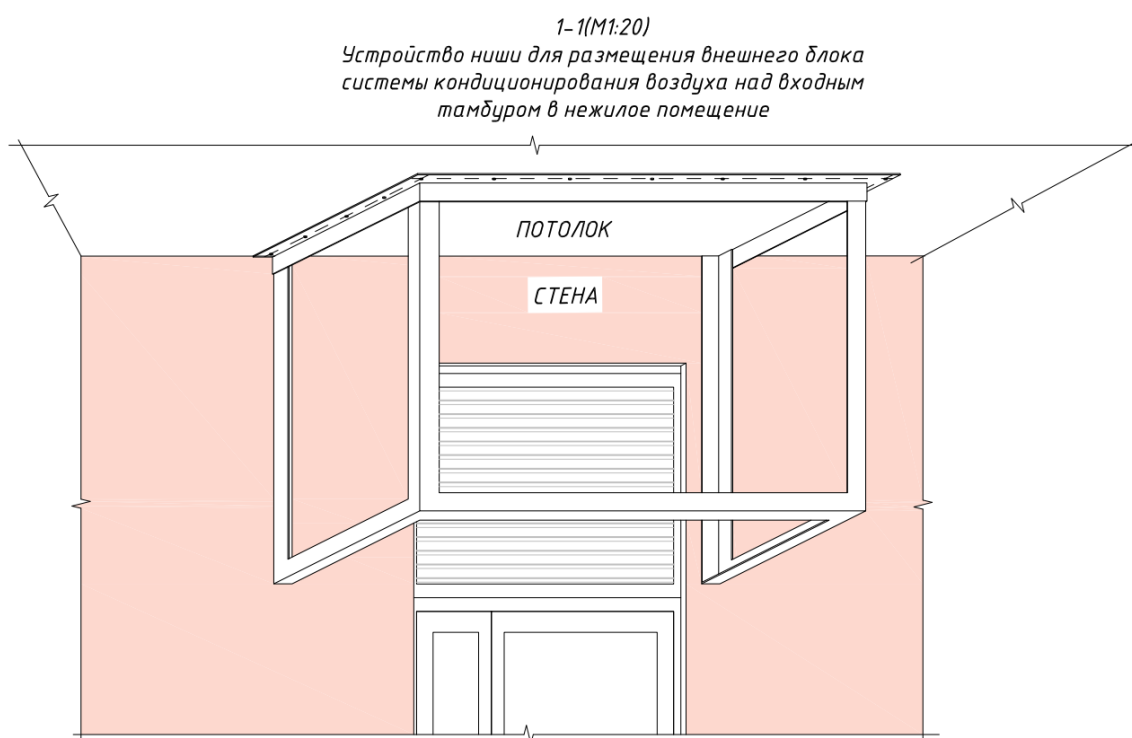 1-1(М1:20)
Устройство ниши для размещения внешнего блока
системы кондиционирования воздуха над входным
тамбуром в нежилое помещение
ПОТОЛОК
СТЕНА